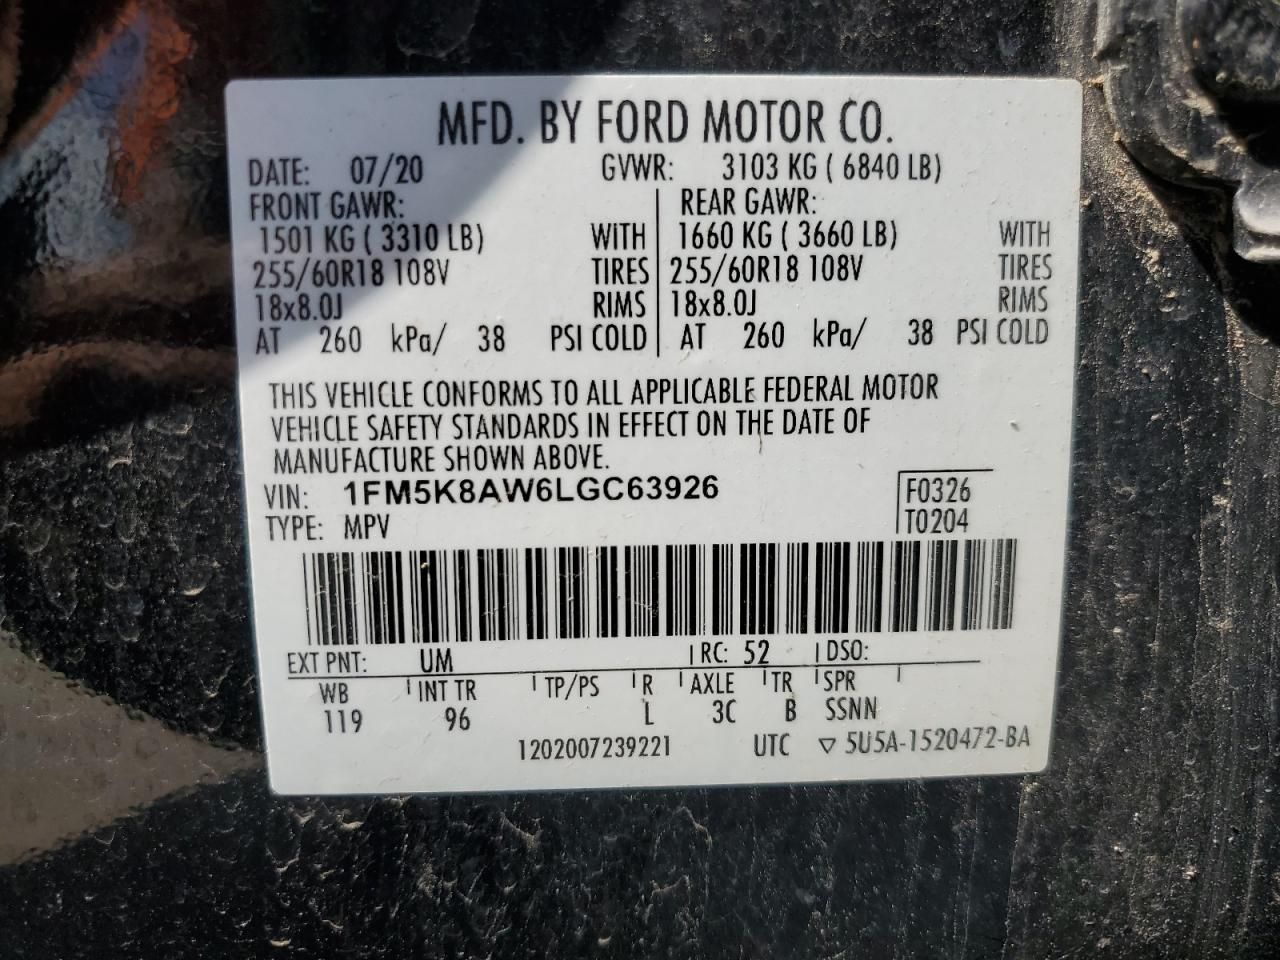 MFD. BY FORD MOTOR CO.
DATE: 07/20 GVWR: 3103 KG ( 6840 LB)
FRONT GAWR: REAR GAWR:
1501 KG ( 3310 LB) WITH 1660 KG ( 3660 LB) WITH
255/60R18 108V TIRES 255/60R18 108V TIRES
18x8.0J RIMS 18x8.0J RIMS
AT 260 kPa/ 38 PSI COLD AT 260 kPa/ 38 PSI COLD
THIS VEHICLE CONFORMS TO ALL APPLICABLE FEDERAL MOTOR
VEHICLE SAFETY STANDARDS IN EFFECT ON THE DATE OF
MANUFACTURE SHOWN ABOVE.
VIN: 1FM5K8AW6LGC63926 F0326
TYPE: MPV T0204
EXT PNT: UM RC: 52 DSO:
WB INT TR TP/PS R AXLE TR SPR
119 96 L 3C B SSNN
1202007239221 UTC ▽ 5U5A-1520472-BA